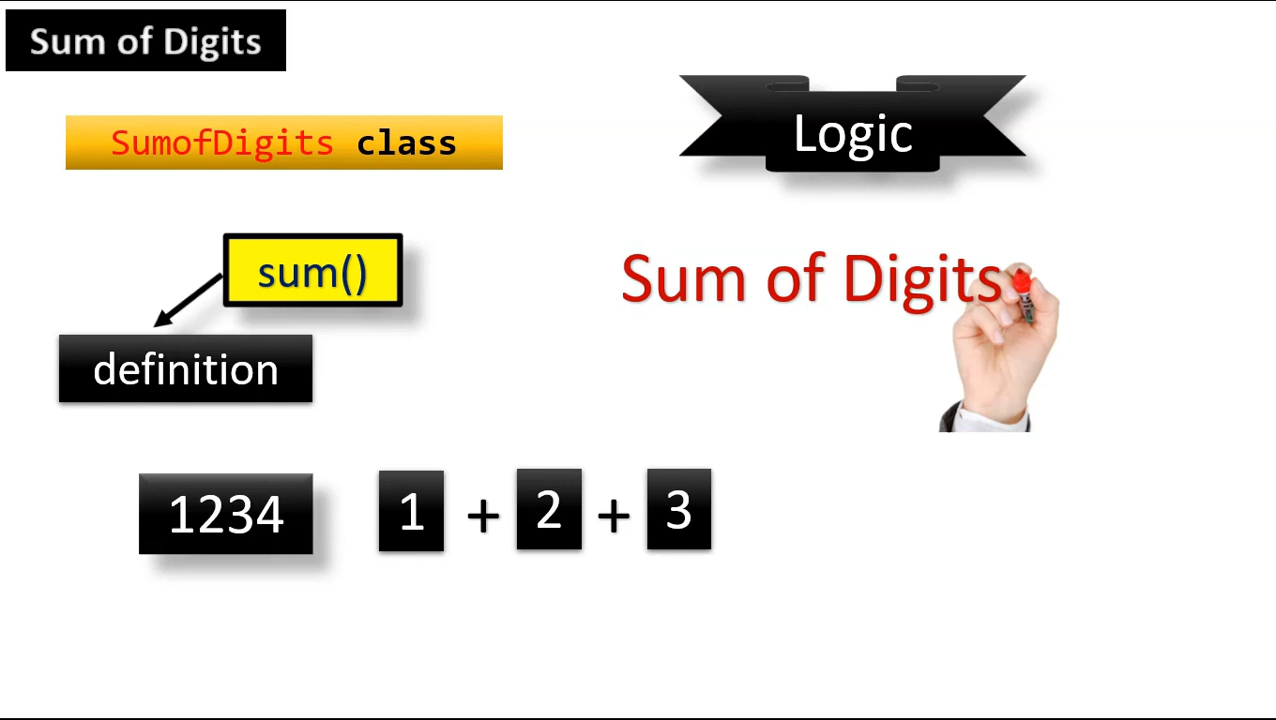 Sum of Digits
SumofDigits class
Logic
sum()
Sum of Digits
definition
1234 1 + 2 + 3